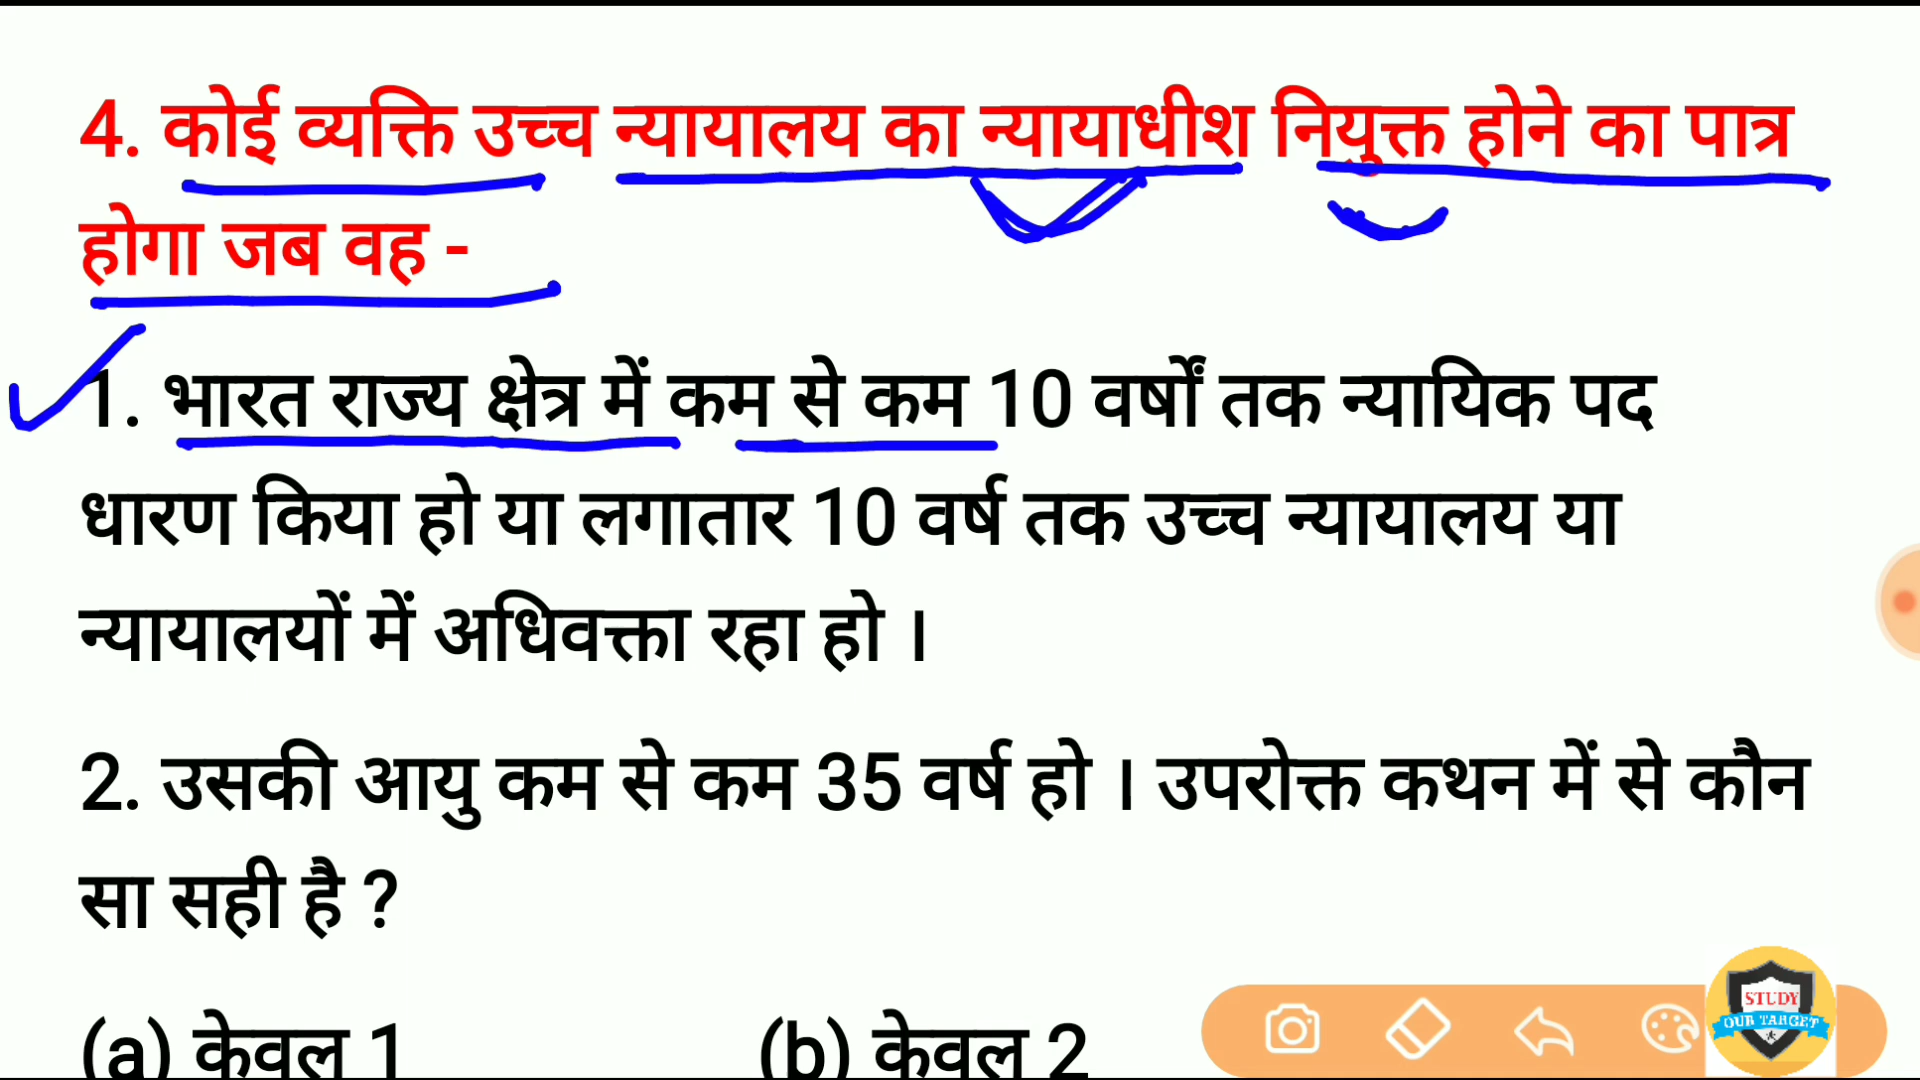 4. कोई व्यक्ति उच्च न्यायालय का न्यायाधीश नियुक्त होने का पात्र
होगा जब वह -
1. भारत राज्य क्षेत्र में कम से कम 10 वर्षों तक न्यायिक पद
धारण किया हो या लगातार 10 वर्ष तक उच्च न्यायालय या
न्यायालयों में अधिवक्ता रहा हो ।
2. उसकी आयु कम से कम 35 वर्ष हो । उपरोक्त कथन में से कौन
सा सही है ?
(a) केवल 1 (b) केवल 2
STUDY
OUR TARGET